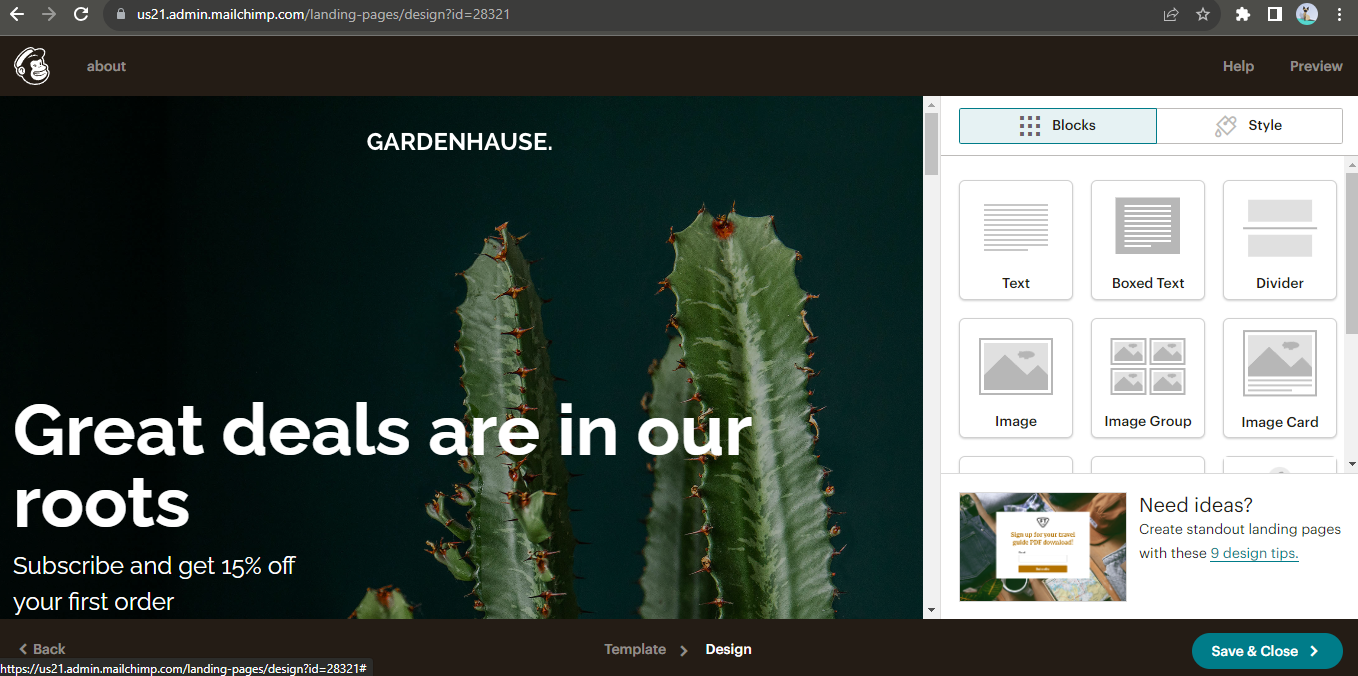 us21.admin.mailchimp.com/landing-pages/design?id=28321
about
Help
Preview
GARDENHAUSE.
Great deals are in our
roots
Subscribe and get 15% off
your first order
Blocks
Style
Text
Boxed Text
Divider
Image
Image Group
Image Card
Sign up for your travel
guide PDF download!
Need ideas?
Create standout landing pages
with these 9 design tips.
Back
Template
Design
Save & Close
https://us21.admin.mailchimp.com/landing-pages/design?id=28321#